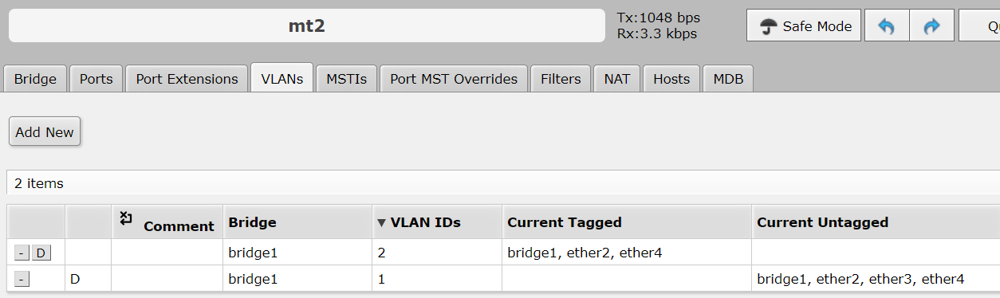 mt2
Tx:1048 bps
Rx:3.3 kbps
Safe Mode
Bridge Ports Port Extensions VLANs MSTIs Port MST Overrides Filters NAT Hosts MDB
Add New
2 items
Comment Bridge ▼ VLAN IDs Current Tagged Current Untagged
- D bridge1 2 bridge1, ether2, ether4
- D bridge1 1 bridge1, ether2, ether3, ether4